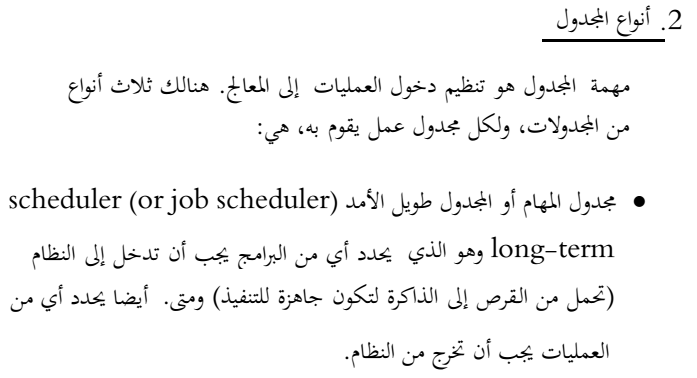 2. أنواع المجدول
مهمة المجدول هو تنظيم دخول العمليات إلى المعالج. هنالك ثلاث أنواع
من المجدولات، ولكل مجدول عمل يقوم به، هي:
● مجدول المهام أو المجدول طويل الأمد scheduler (or job scheduler)
long-term وهو الذي يحدد أي من البرامج يجب أن تدخل إلى النظام
(تحمل من القرص إلى الذاكرة لتكون جاهزة للتنفيذ) ومتى. أيضا يحدد أي من
العمليات يجب أن تخرج من النظام.